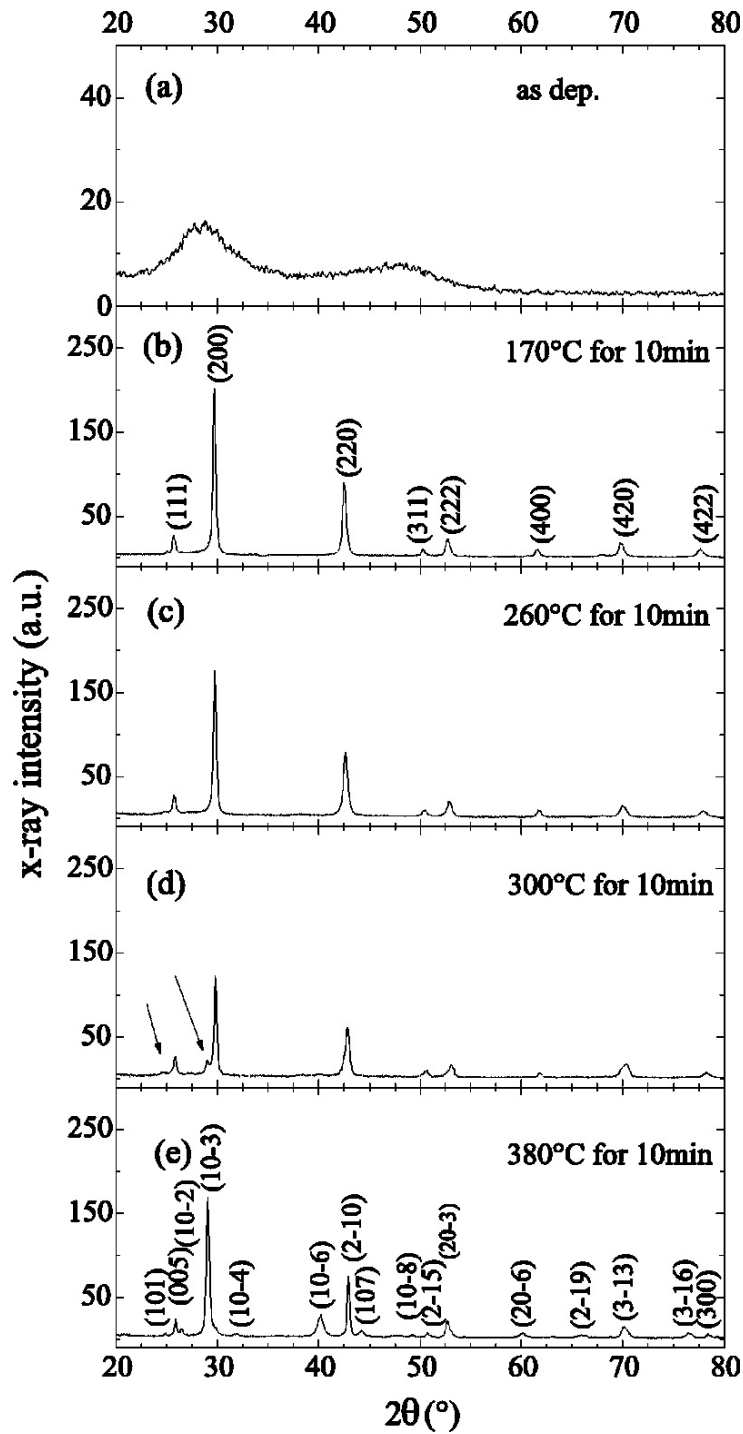 20 30 40 50 60 70 80
(a) as dep.
40
20
0
(b) 170°C for 10min
250
150
50
(111) (200) (220) (311) (222) (400) (420) (422)
(c) 260°C for 10min
250
150
50
(d) 300°C for 10min
250
150
50
(e) 380°C for 10min
250
150
50
(101) (005) (10-2) (10-3) (10-4) (10-6) (2-10) (107) (10-8) (2-15) (20-3) (20-6) (2-19) (3-13) (3-16) (300)
20 30 40 50 60 70 80
2θ (°)
x-ray intensity (a.u.)